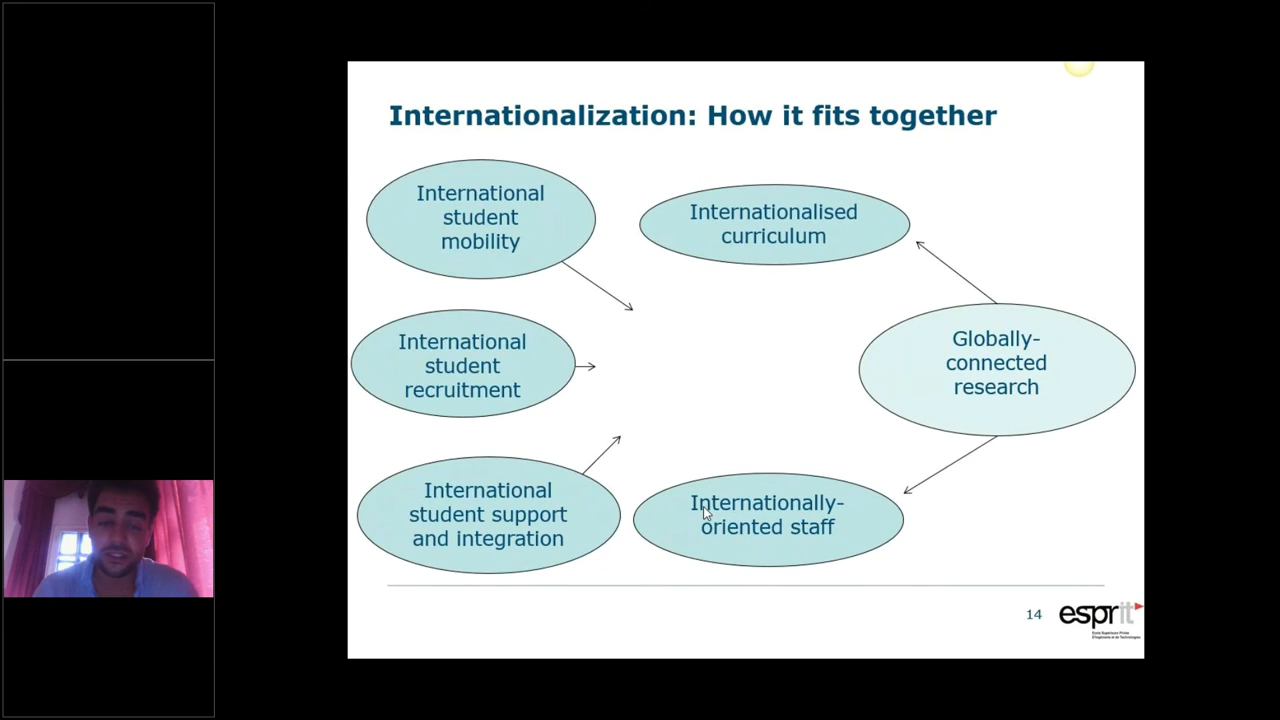 Internationalization: How it fits together
International
student
mobility
Internationalised
curriculum
International
student
recruitment
Globally-
connected
research
International
student support
and integration
Internationally-
oriented staff
14
esprit